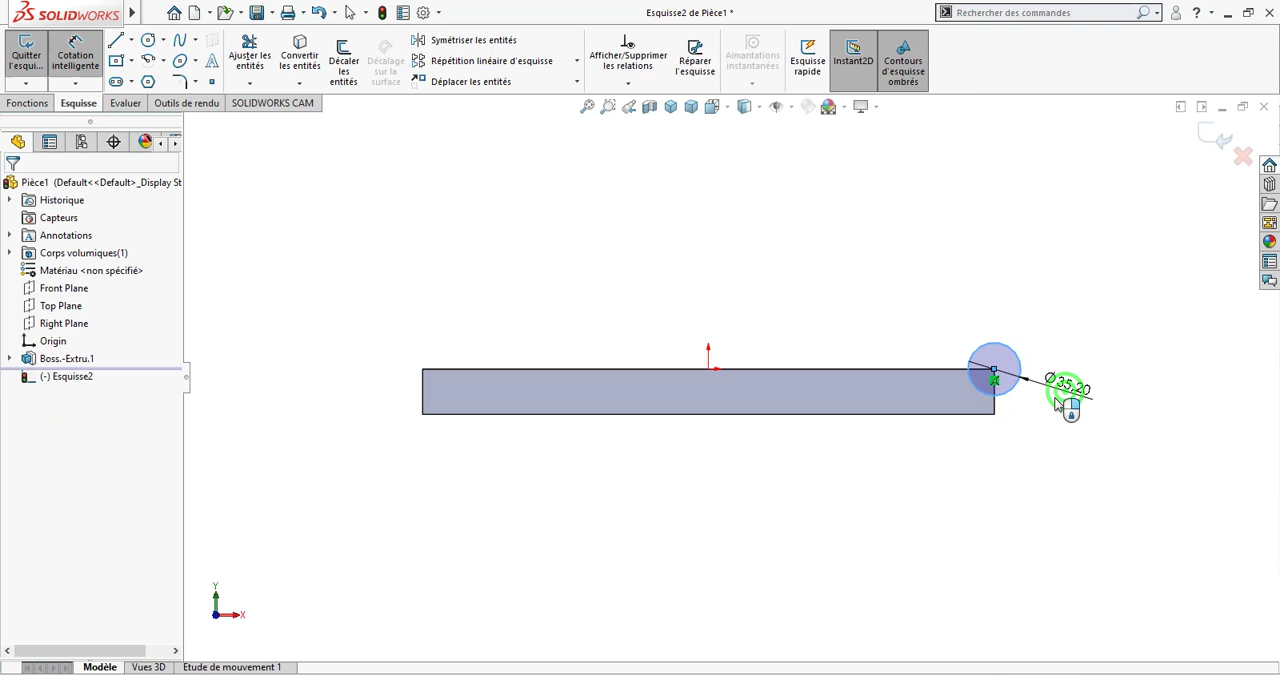 SOLIDWORKS
Esquisse2 de Pièce1 *
Rechercher des commandes
?
Quitter l'esqui...
Cotation intelligente
Ajuster les entités
Convertir les entités
Décaler les entités
Décalage sur la surface
Symétriser les entités
Répétition linéaire d'esquisse
Déplacer les entités
Afficher/Supprimer les relations
Réparer l'esquisse
Aimantations instantanées
Esquisse rapide
Instant2D
Contours d'esquisse ombrés
Fonctions
Esquisse
Evaluer
Outils de rendu
SOLIDWORKS CAM
Pièce1 (Default<<Default>_Display St
Historique
Capteurs
Annotations
Corps volumiques(1)
Matériau <non spécifié>
Front Plane
Top Plane
Right Plane
Origin
Boss.-Extru.1
(-) Esquisse2
Ø35,20
Y
X
Modèle
Vues 3D
Etude de mouvement 1